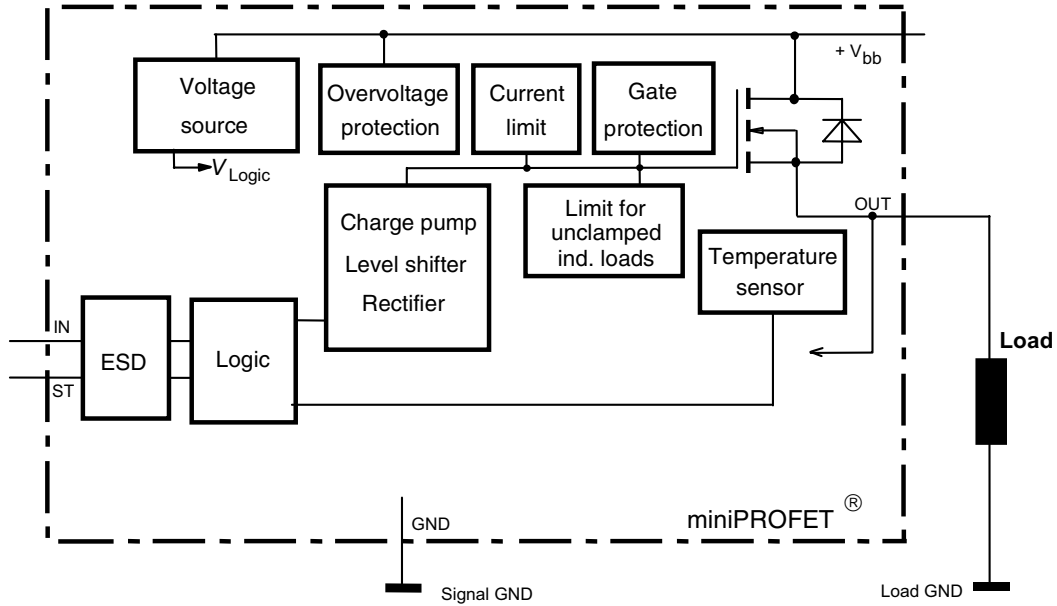 + V bb
Voltage
source
Overvoltage
protection
Current
limit
Gate
protection
V Logic
Charge pump
Level shifter
Rectifier
Limit for
unclamped
ind. loads
OUT
Temperature
sensor
IN
ST
ESD
Logic
Load
GND
miniPROFET ®
Signal GND
Load GND